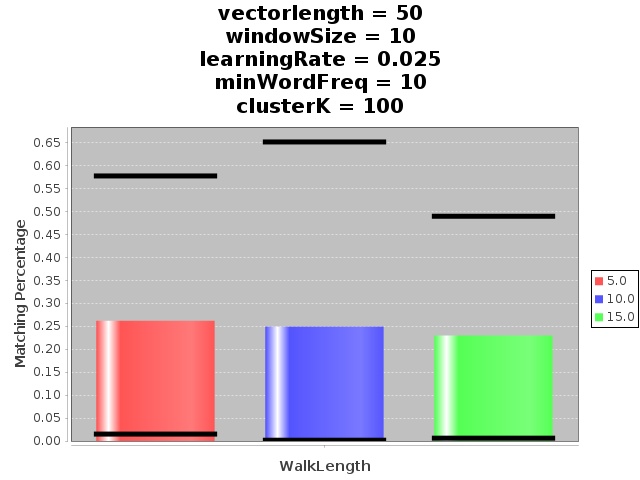 vectorlength = 50
windowSize = 10
learningRate = 0.025
minWordFreq = 10
clusterK = 100
0.65
0.60
0.55
0.50
0.45
0.40
0.35
0.30
0.25
0.20
0.15
0.10
0.05
0.00
Matching Percentage
WalkLength
5.0
10.0
15.0